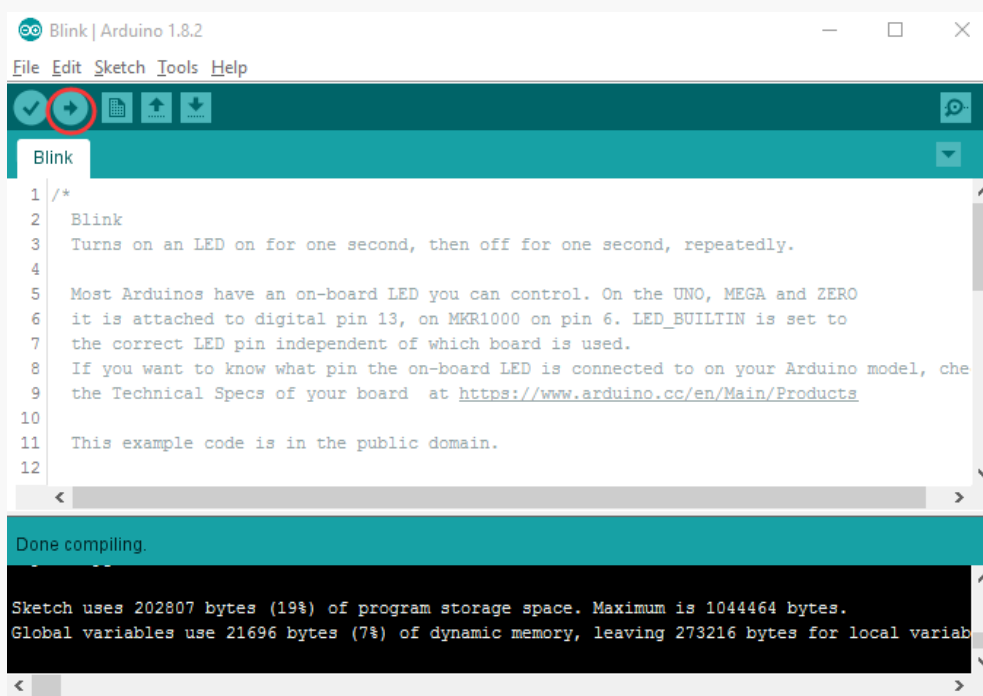 Blink | Arduino 1.8.2
File Edit Sketch Tools Help
Blink
1 /*
2 Blink
3 Turns on an LED on for one second, then off for one second, repeatedly.
4
5 Most Arduinos have an on-board LED you can control. On the UNO, MEGA and ZERO
6 it is attached to digital pin 13, on MKR1000 on pin 6. LED_BUILTIN is set to
7 the correct LED pin independent of which board is used.
8 If you want to know what pin the on-board LED is connected to on your Arduino model, che
9 the Technical Specs of your board at https://www.arduino.cc/en/Main/Products
10
11 This example code is in the public domain.
12
Done compiling.
Sketch uses 202807 bytes (19%) of program storage space. Maximum is 1044464 bytes.
Global variables use 21696 bytes (7%) of dynamic memory, leaving 273216 bytes for local variab